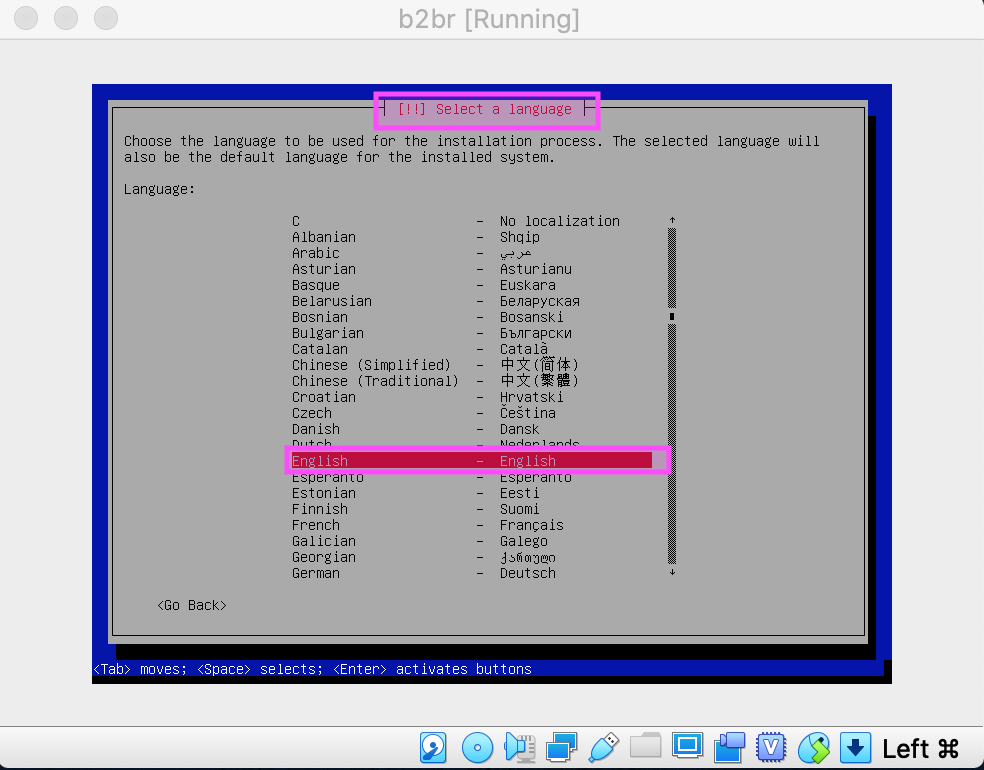 b2br [Running]
[!!] Select a language
Choose the language to be used for the installation process. The selected language will
also be the default language for the installed system.
Language:
C - No localization
Albanian - Shqip
Arabic - عربي
Asturian - Asturianu
Basque - Euskara
Belarusian - Беларуская
Bosnian - Bosanski
Bulgarian - Български
Catalan - Català
Chinese (Simplified) - 中文(简体)
Chinese (Traditional) - 中文(繁體)
Croatian - Hrvatski
Czech - Čeština
Danish - Dansk
Dutch - Nederlands
English - English
Esperanto - Esperanto
Estonian - Eesti
Finnish - Suomi
French - Français
Galician - Galego
Georgian - ქართული
German - Deutsch
<Go Back>
<Tab> moves; <Space> selects; <Enter> activates buttons
V Left ⌘